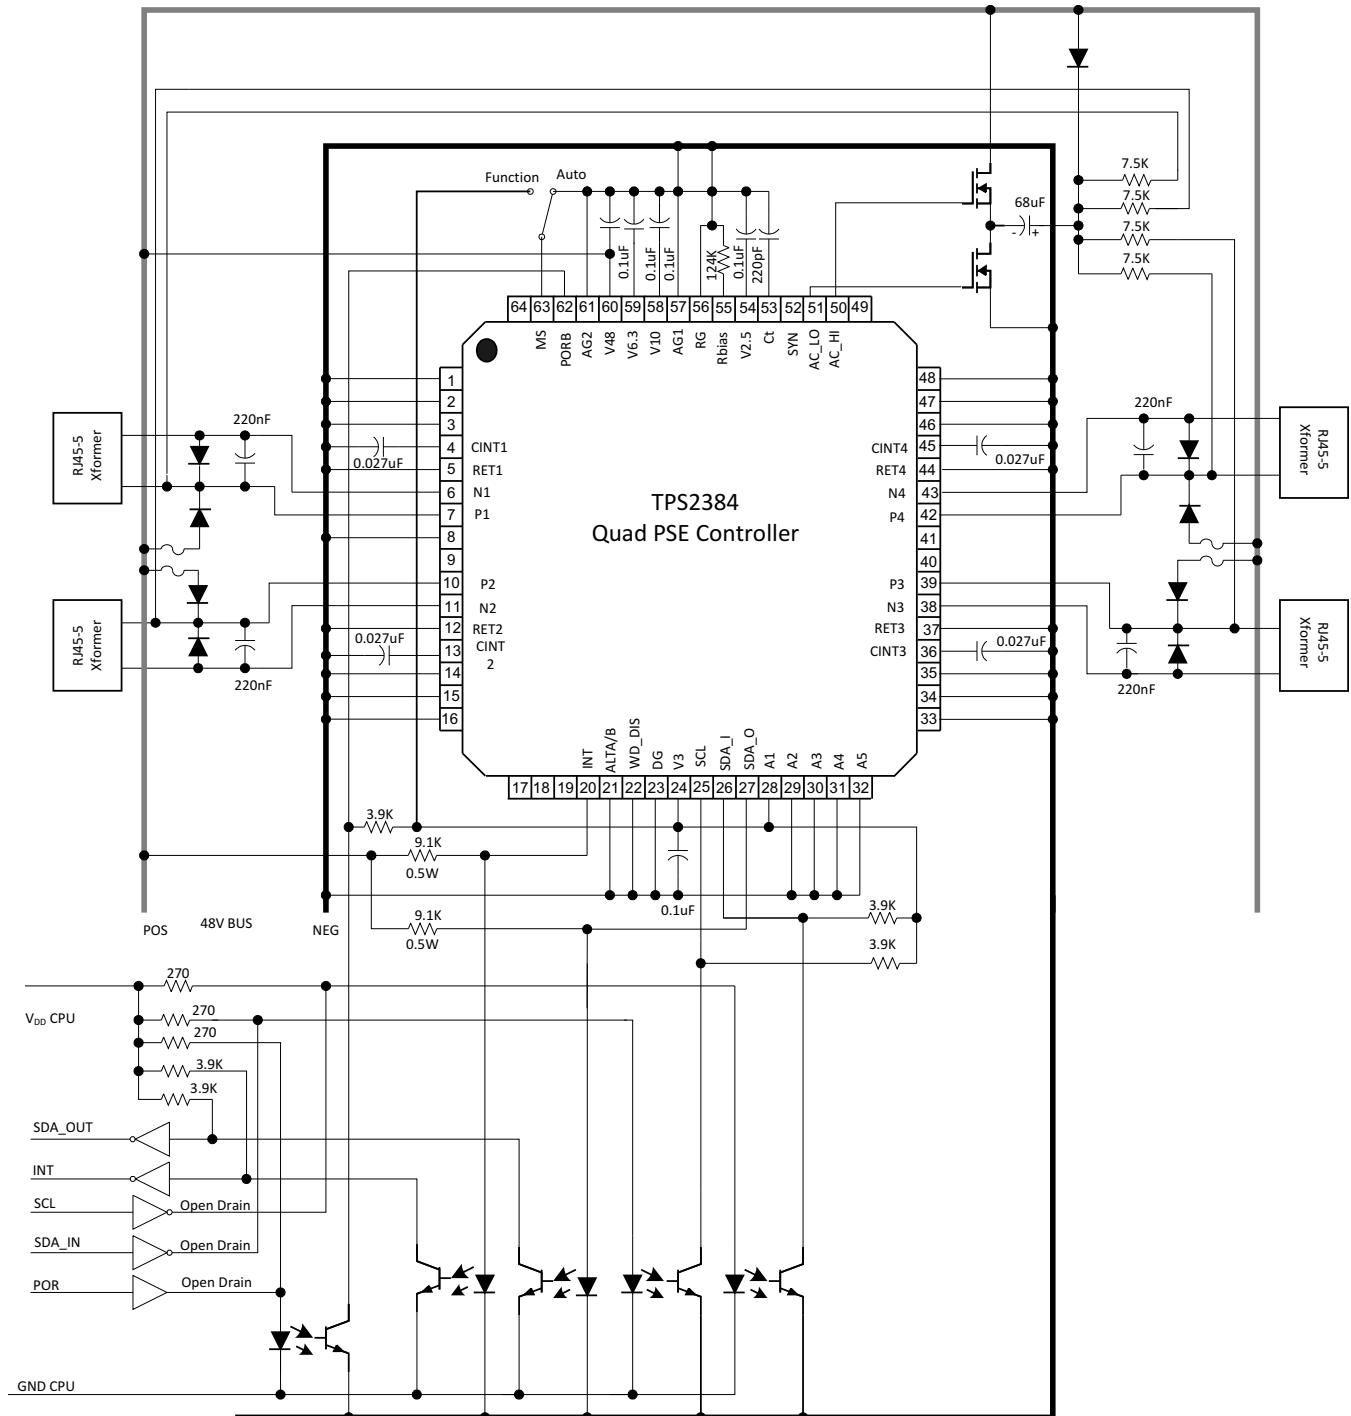 7.5K
7.5K
7.5K
7.5K
Function
Auto
68uF
- +
0.1uF
0.1uF
0.1uF
124K
0.1uF
220pF
64 63 62 61 60 59 58 57 56 55 54 53 52 51 50 49
MS
PORB
AG2
V48
V6.3
V10
AG1
RG
Rbias
V2.5
Ct
SYN
AC_LO
AC_HI
1
2
3
4 CINT1
5 RET1
6 N1
7 P1
8
9
10 P2
11 N2
12 RET2
13 CINT
2
14
15
16
48
47
46
CINT4 45
RET4 44
N4 43
P4 42
41
40
P3 39
N3 38
RET3 37
CINT3 36
35
34
33
RJ45-5
Xformer
220nF
0.027uF
RJ45-5
Xformer
0.027uF
220nF
220nF
0.027uF
RJ45-5
Xformer
0.027uF
220nF
RJ45-5
Xformer
TPS2384
Quad PSE Controller
INT
ALTA/B
WD_DIS
DG
V3
SCL
SDA_I
SDA_O
A1
A2
A3
A4
A5
17 18 19 20 21 22 23 24 25 26 27 28 29 30 31 32
3.9K
9.1K
0.5W
0.1uF
3.9K
9.1K
0.5W
3.9K
POS
48V BUS
NEG
270
VDD CPU
270
270
3.9K
3.9K
SDA_OUT
INT
SCL
Open Drain
SDA_IN
Open Drain
POR
Open Drain
GND CPU